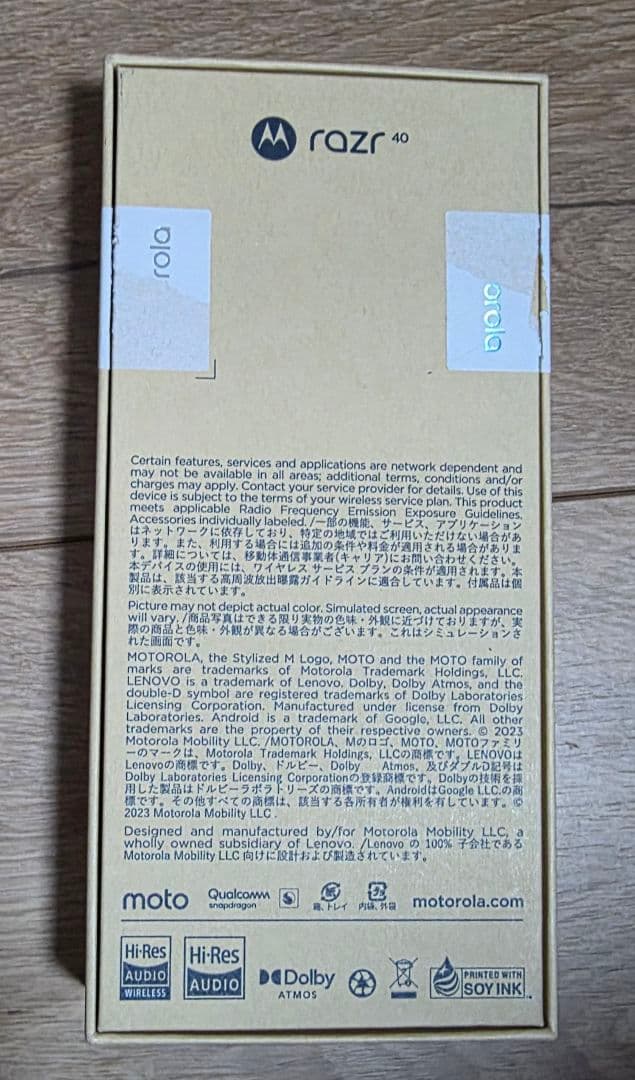 razr 40
rola
orola
Certain features, services and applications are network dependent and
may not be available in all areas; additional terms, conditions and/or
charges may apply. Contact your service provider for details. Use of this
device is subject to the terms of your wireless service plan. This product
meets applicable Radio Frequency Emission Exposure Guidelines.
Accessories individually labeled. /一部の機能、サービス、アプリケーション
はネットワークに依存しており、特定の地域ではご利用いただけない場合があ
ります。また、利用する場合には追加の条件や料金が適用される場合がありま
す。詳細については、移動体通信事業者(キャリア)にお問い合わせください。
本デバイスの使用には、ワイヤレス サービス プランの条件が適用されます。本
製品は、該当する高周波放出曝露ガイドラインに適合しています。付属品は個
別に表示されています。
Picture may not depict actual color. Simulated screen, actual appearance
will vary. /商品写真はできる限り実物の色味・外観に近づけておりますが、実
際の商品と色味・外観が異なる場合がございます。これはシミュレーションさ
れた画面です。
MOTOROLA, the Stylized M Logo, MOTO and the MOTO family of
marks are trademarks of Motorola Trademark Holdings, LLC.
LENOVO is a trademark of Lenovo. Dolby, Dolby Atmos, and the
double-D symbol are registered trademarks of Dolby Laboratories
Licensing Corporation. Manufactured under license from Dolby
Laboratories. Android is a trademark of Google, LLC. All other
trademarks are the property of their respective owners. © 2023
Motorola Mobility LLC. /MOTOROLA、Mのロゴ、MOTO、MOTOファミリ
ーのマークは、Motorola Trademark Holdings, LLCの商標です。LENOVOは
Lenovoの商標です。Dolby、ドルビー、Dolby Atmos、及びダブルD記号は
Dolby Laboratories Licensing Corporationの登録商標です。Dolbyの技術を採
用した製品はドルビーラボラトリーズの商標です。AndroidはGoogle LLC.の商
標です。その他すべての商標は、該当する各所有者が権利を有しています。©
2023 Motorola Mobility LLC .
Designed and manufactured by/for Motorola Mobility LLC, a
wholly owned subsidiary of Lenovo. /Lenovo の 100% 子会社である
Motorola Mobility LLC 向けに設計および製造されています。
moto Qualcomm snapdragon 紙 箱、トレイ プラ 内袋、外袋 motorola.com
Hi-Res AUDIO WIRELESS
Hi-Res AUDIO
Dolby ATMOS
PRINTED WITH
SOY INK